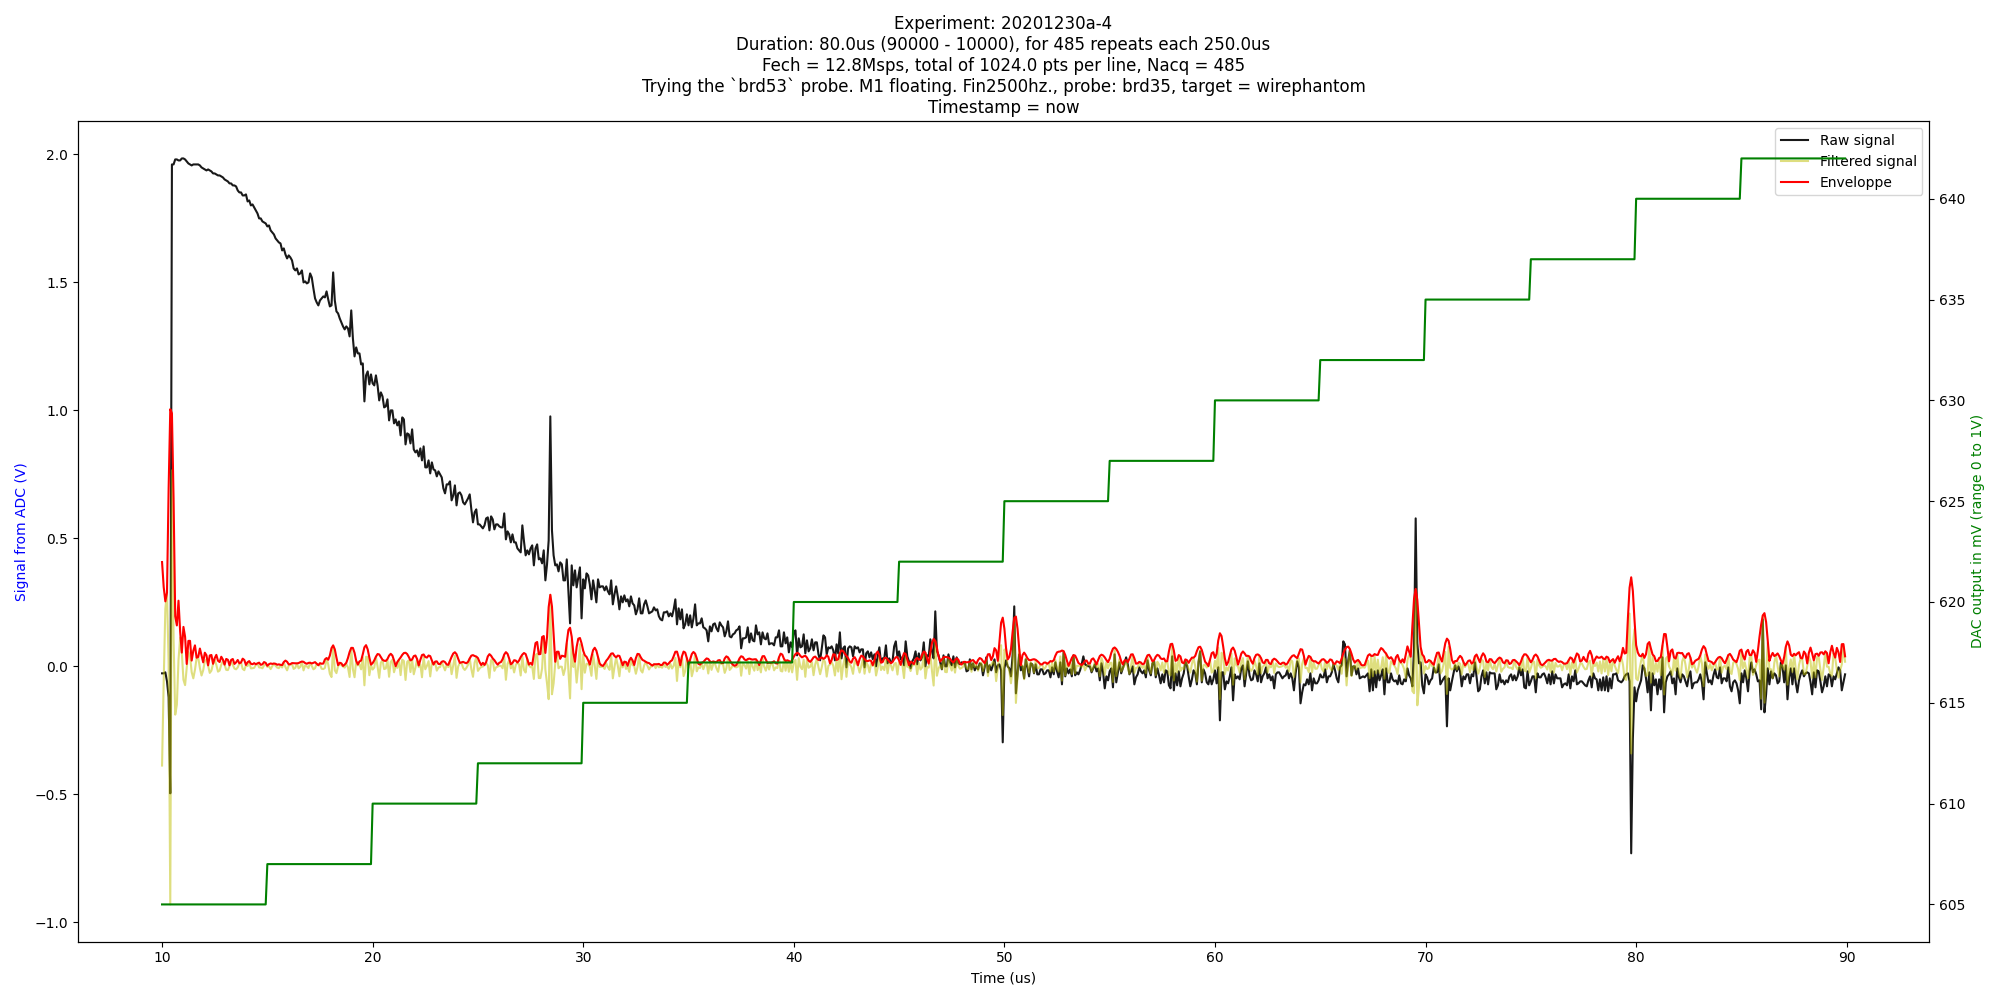 Experiment: 20201230a-4
Duration: 80.0us (90000 - 10000), for 485 repeats each 250.0us
Fech = 12.8Msps, total of 1024.0 pts per line, Nacq = 485
Trying the `brd53` probe. M1 floating. Fin2500hz., probe: brd35, target = wirephantom
Timestamp = now
Raw signal
Filtered signal
Enveloppe
2.0
1.5
1.0
0.5
0.0
−0.5
−1.0
Signal from ADC (V)
640
635
630
625
620
615
610
605
DAC output in mV (range 0 to 1V)
10 20 30 40 50 60 70 80 90
Time (us)